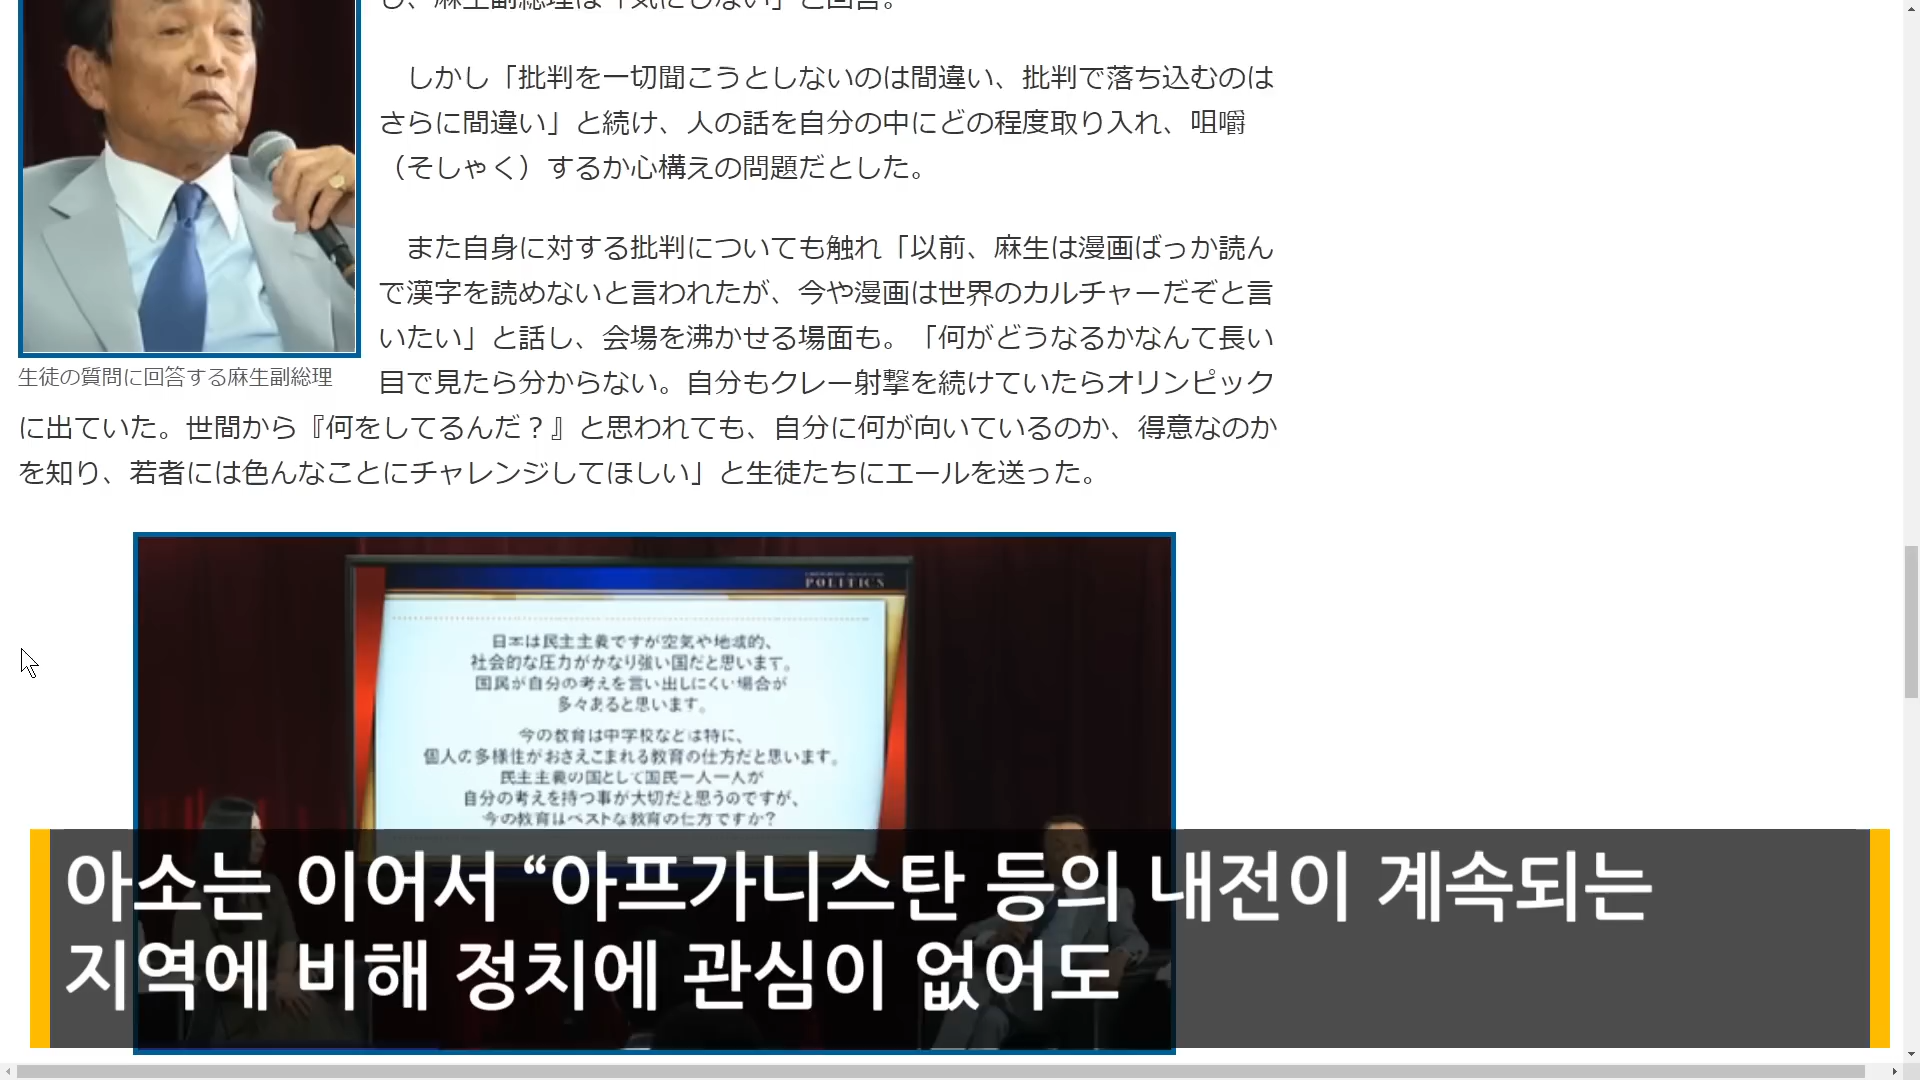 し、麻生副総理は「気にしない」と回答。
しかし「批判を一切聞こうとしないのは間違い、批判で落ち込むのは
さらに間違い」と続け、人の話を自分の中にどの程度取り入れ、咀嚼
（そしゃく）するか心構えの問題だとした。
また自身に対する批判についても触れ「以前、麻生は漫画ばっか読ん
で漢字を読めないと言われたが、今や漫画は世界のカルチャーだぞと言
いたい」と話し、会場を沸かせる場面も。「何がどうなるかなんて長い
目で見たら分からない。自分もクレー射撃を続けていたらオリンピック
生徒の質問に回答する麻生副総理
に出ていた。世間から『何をしてるんだ？』と思われても、自分に何が向いているのか、得意なのか
を知り、若者には色んなことにチャレンジしてほしい」と生徒たちにエールを送った。
POLITICS
日本は民主主義ですが空気や地域的、
社会的な圧力がかなり強い国だと思います。
国民が自分の考えを言い出しにくい場合が
多々あると思います。
今の教育は中学校などは特に、
個人の多様性がおさえこまれる教育の仕方だと思います。
民主主義の国として国民一人一人が
自分の考えを持つ事が大切だと思うのですが、
今の教育はベストな教育の仕方ですか？
아소는 이어서 “아프가니스탄 등의 내전이 계속되는
지역에 비해 정치에 관심이 없어도